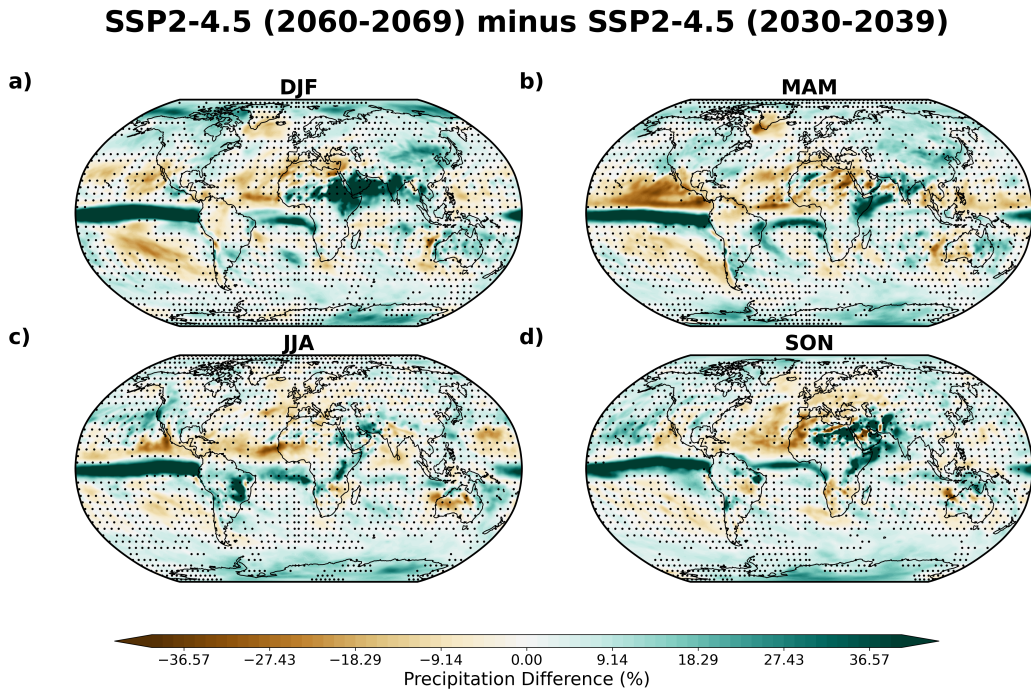 SSP2-4.5 (2060-2069) minus SSP2-4.5 (2030-2039)
a)
DJF
b)
MAM
c)
JJA
d)
SON
−36.57 −27.43 −18.29 −9.14 0.00 9.14 18.29 27.43 36.57
Precipitation Difference (%)